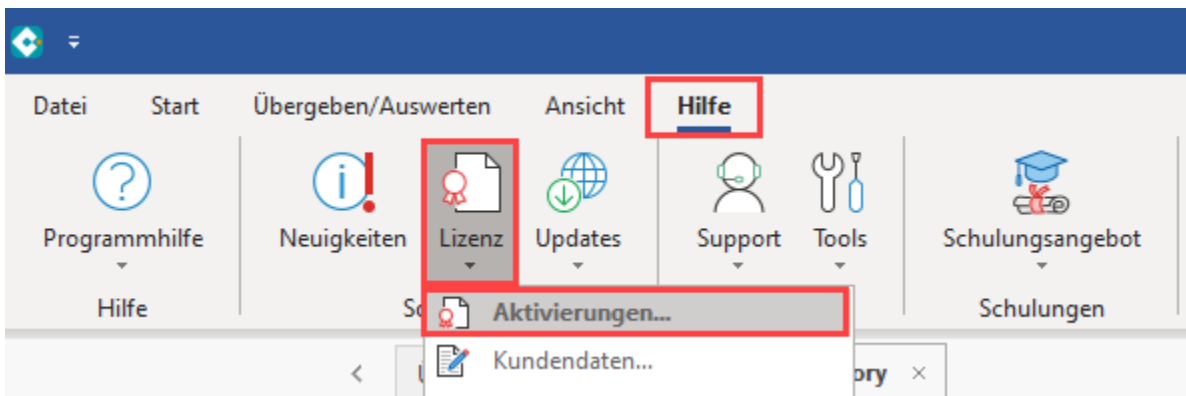 Datei Start Übergeben/Auswerten Ansicht Hilfe
Programmhilfe Neuigkeiten Lizenz Updates Support Tools Schulungsangebot
Hilfe Schulungen
Aktivierungen...
Kundendaten...